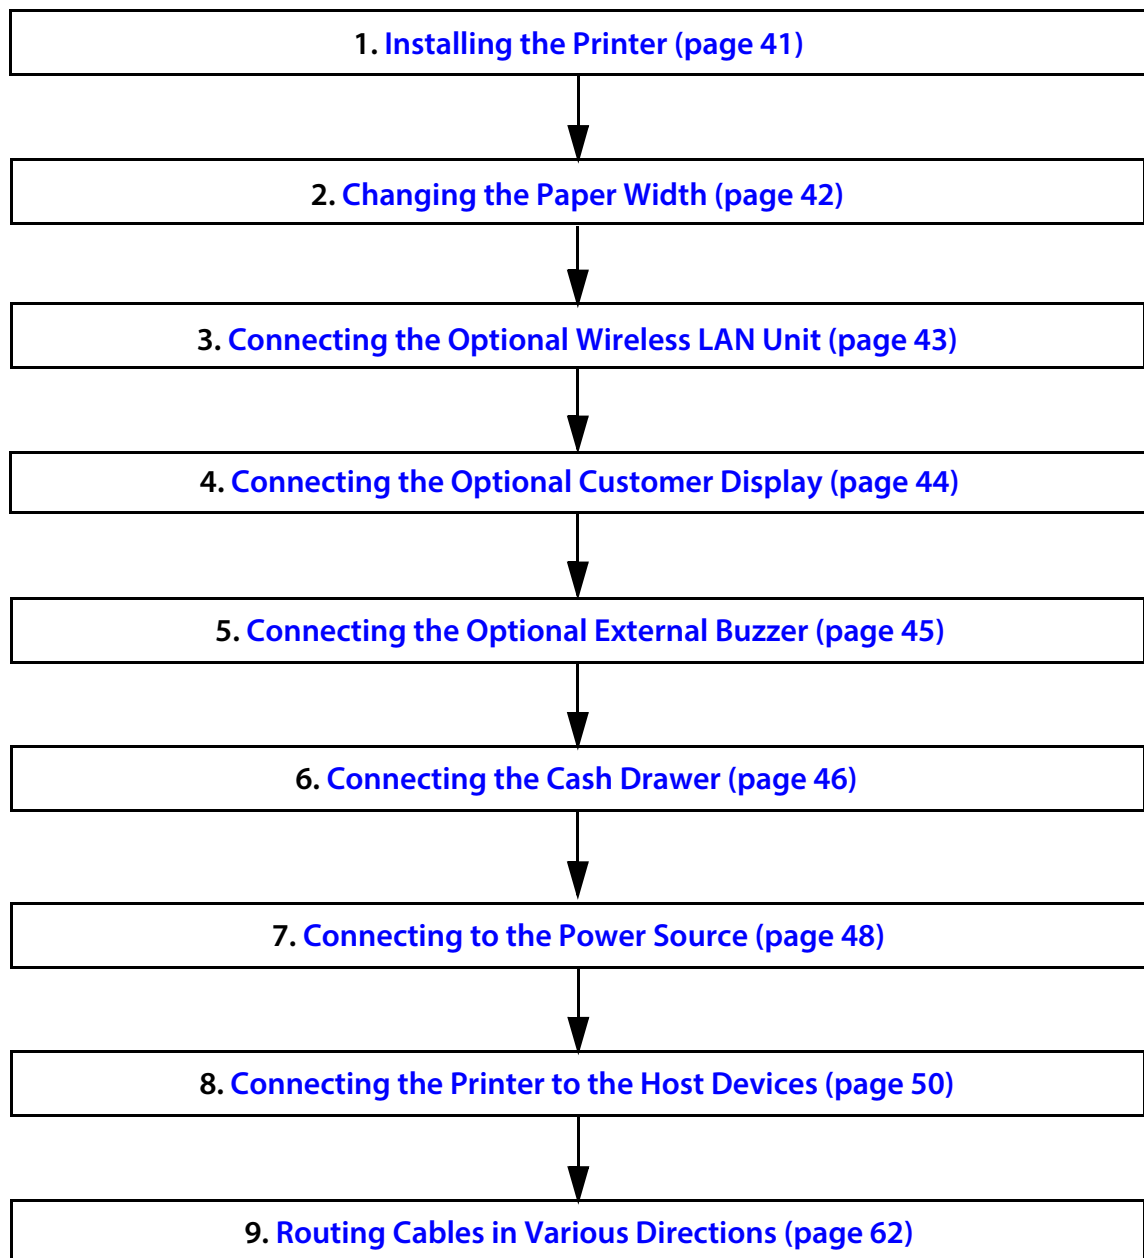 1. Installing the Printer (page 41)
2. Changing the Paper Width (page 42)
3. Connecting the Optional Wireless LAN Unit (page 43)
4. Connecting the Optional Customer Display (page 44)
5. Connecting the Optional External Buzzer (page 45)
6. Connecting the Cash Drawer (page 46)
7. Connecting to the Power Source (page 48)
8. Connecting the Printer to the Host Devices (page 50)
9. Routing Cables in Various Directions (page 62)